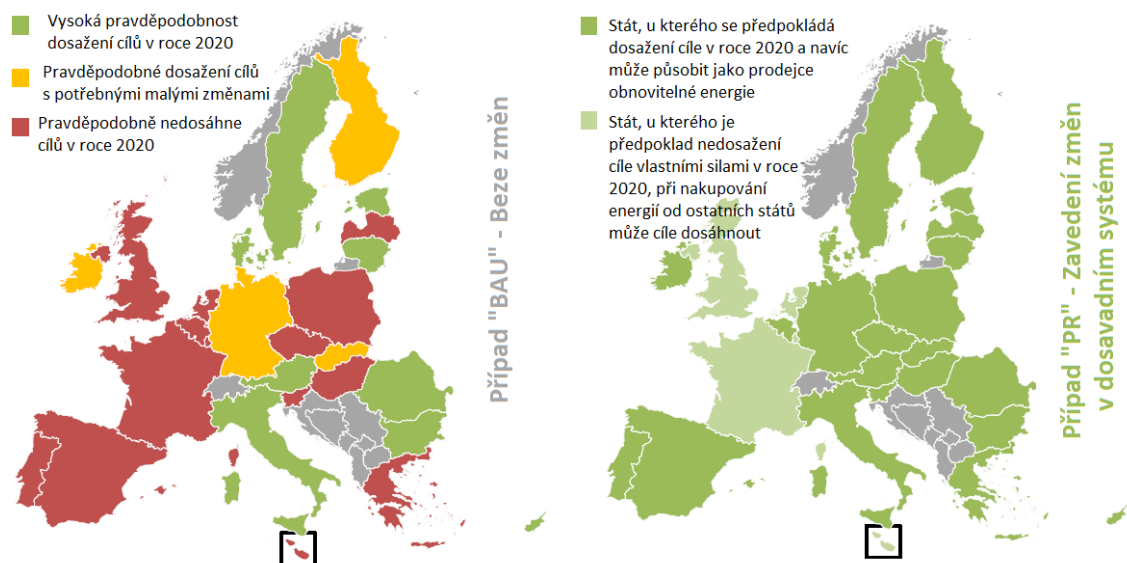 Vysoká pravděpodobnost
dosažení cílů v roce 2020
Pravděpodobné dosažení cílů
s potřebnými malými změnami
Pravděpodobně nedosáhne
cílů v roce 2020
Případ "BAU" - Beze změn
Stát, u kterého se předpokládá
dosažení cíle v roce 2020 a navíc
může působit jako prodejce
obnovitelné energie
Stát, u kterého je
předpoklad nedosažení
cíle vlastními silami v roce
2020, při nakupování
energií od ostatních států
může cíle dosáhnout
Případ "PR" - Zavedení změn
v dosavadním systému